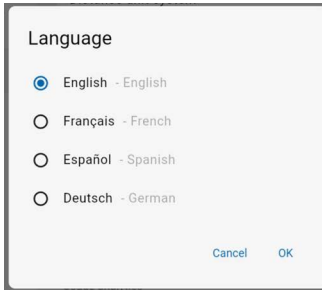 Language
English - English
Français - French
Español - Spanish
Deutsch - German
Cancel OK